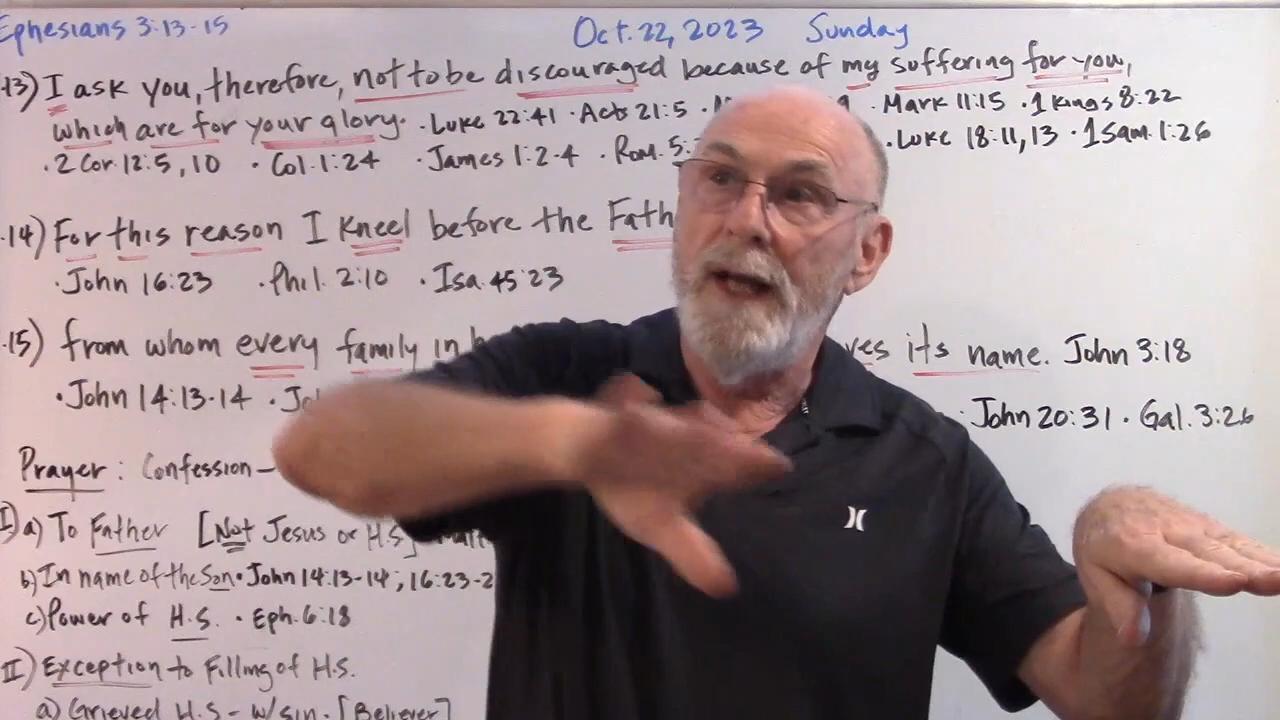 Ephesians 3:13-15 Oct. 22, 2023 Sunday
13) I ask you, therefore, not to be discouraged because of my suffering for you,
which are for your glory. · Luke 22:41 · Acts 21:5 · Mark 11:15 · 1 Kings 8:22
· 2 Cor. 12:5, 10 · Col. 1:24 · James 1:2-4 · Rom. 5: · Luke 18:11, 13 · 1 Sam. 1:26
14) For this reason I kneel before the Fath
· John 16:23 · Phil. 2:10 · Isa. 45:23
15) from whom every family in its name. John 3:18
· John 14:13-14 · John 20:31 · Gal. 3:26
Prayer: Confession -
I) a) To Father [Not Jesus or H.S]
b) In name of the Son · John 14:13-14; 16:23-2
c) Power of H.S. · Eph. 6:18
II) Exception to Filling of H.S.
a) Grieved H.S - w/sin. [Believer]